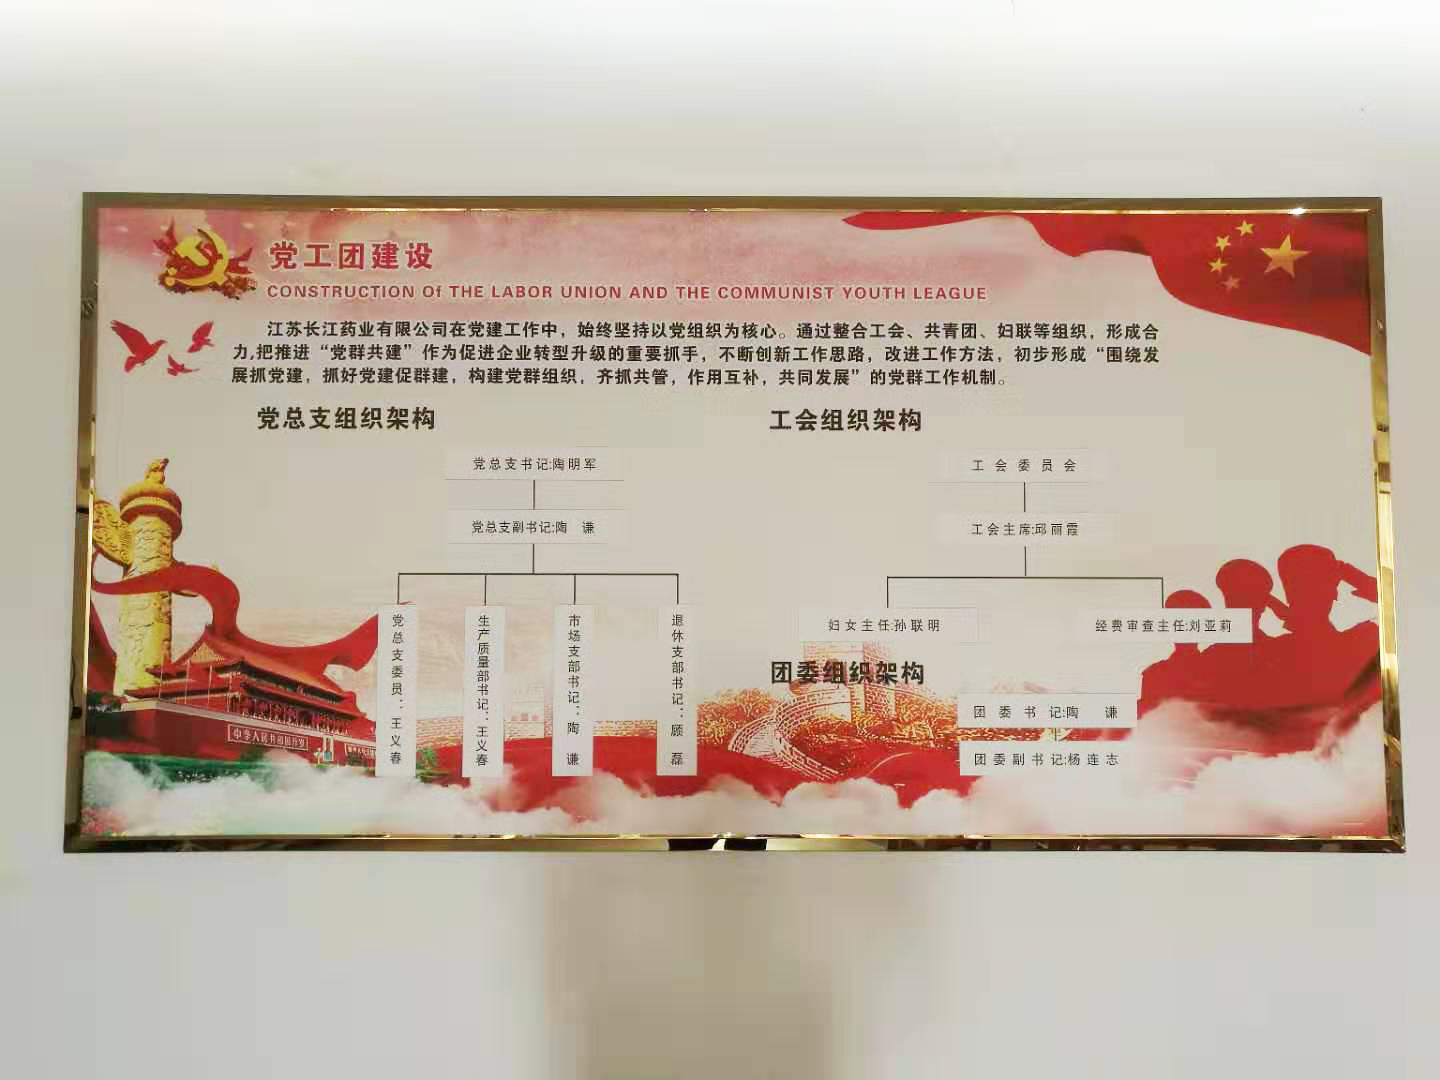 党工团建设
CONSTRUCTION Of THE LABOR UNION AND THE COMMUNIST YOUTH LEAGUE
江苏长江药业有限公司在党建工作中，始终坚持以党组织为核心。通过整合工会、共青团、妇联等组织，形成合
力,把推进“党群共建”作为促进企业转型升级的重要抓手，不断创新工作思路，改进工作方法，初步形成“围绕发
展抓党建，抓好党建促群建，构建党群组织，齐抓共管，作用互补，共同发展”的党群工作机制。
党总支组织架构
党总支书记:陶明军
党总支副书记:陶 谦
党总支委员：王义春
生产质量部书记：王义春
市场支部书记：陶 谦
退休支部书记：顾 磊
工会组织架构
工会委员会
工会主席:邱丽霞
妇女主任:孙联明
经费审查主任:刘亚莉
团委组织架构
团委书记:陶 谦
团委副书记:杨连志
中华人民共和国万岁